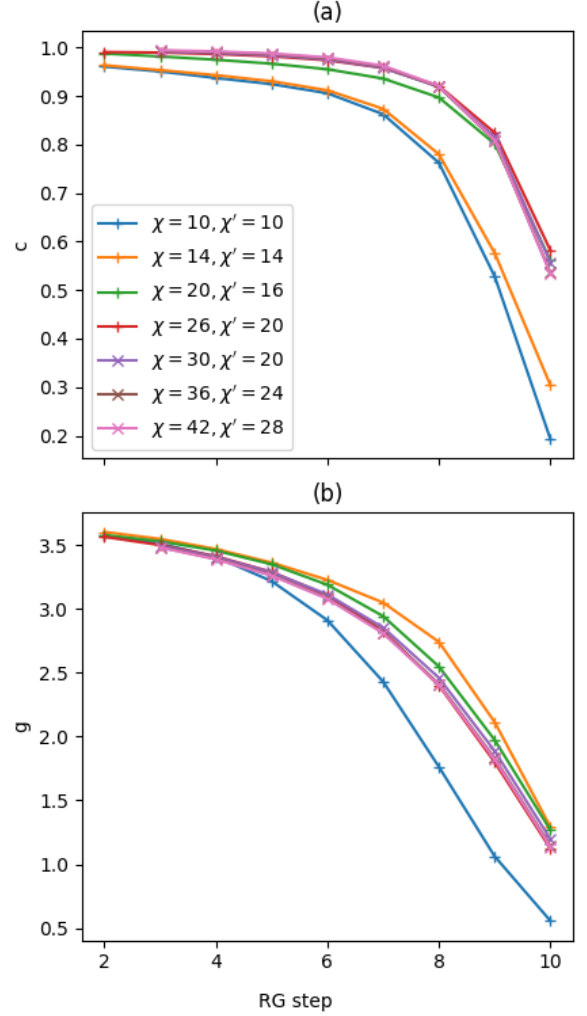 (a)
1.0
0.9
0.8
0.7
0.6
0.5
0.4
0.3
0.2
c
χ = 10, χ′ = 10
χ = 14, χ′ = 14
χ = 20, χ′ = 16
χ = 26, χ′ = 20
χ = 30, χ′ = 20
χ = 36, χ′ = 24
χ = 42, χ′ = 28
(b)
3.5
3.0
2.5
2.0
1.5
1.0
0.5
g
2 4 6 8 10
RG step